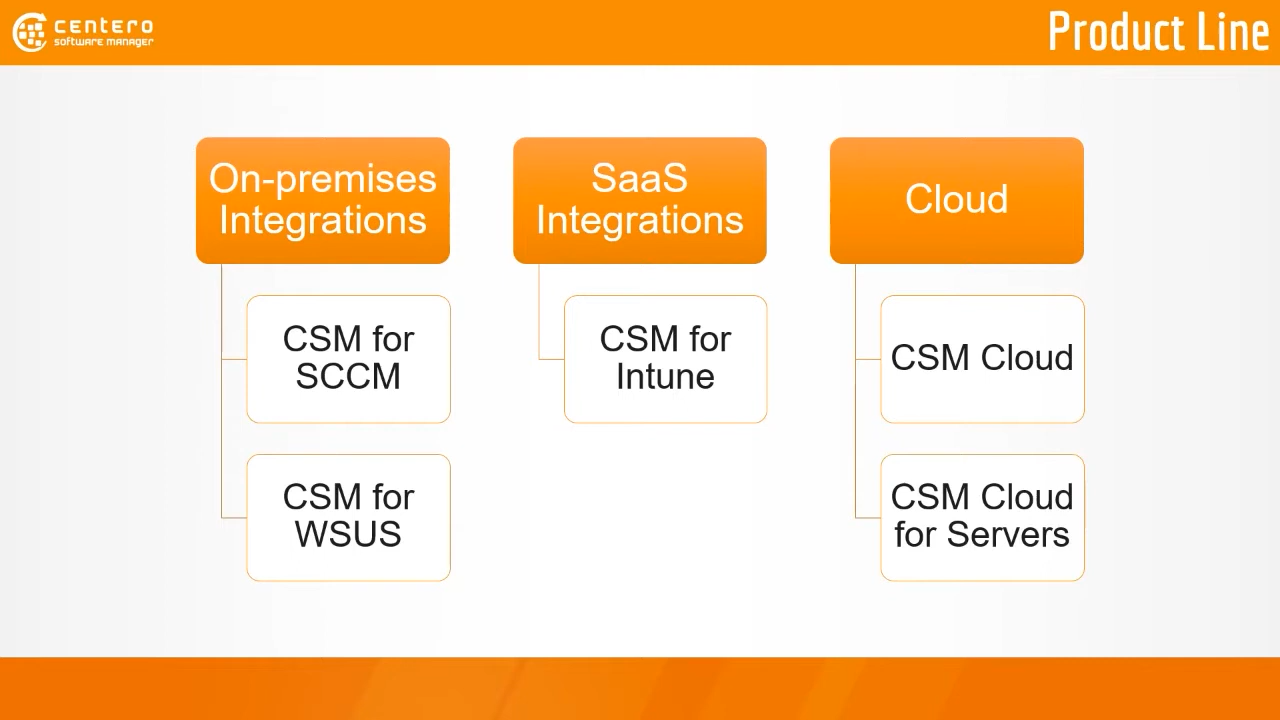 centero
software manager
Product Line
On-premises
Integrations
CSM for
SCCM
CSM for
WSUS
SaaS
Integrations
CSM for
Intune
Cloud
CSM Cloud
CSM Cloud
for Servers